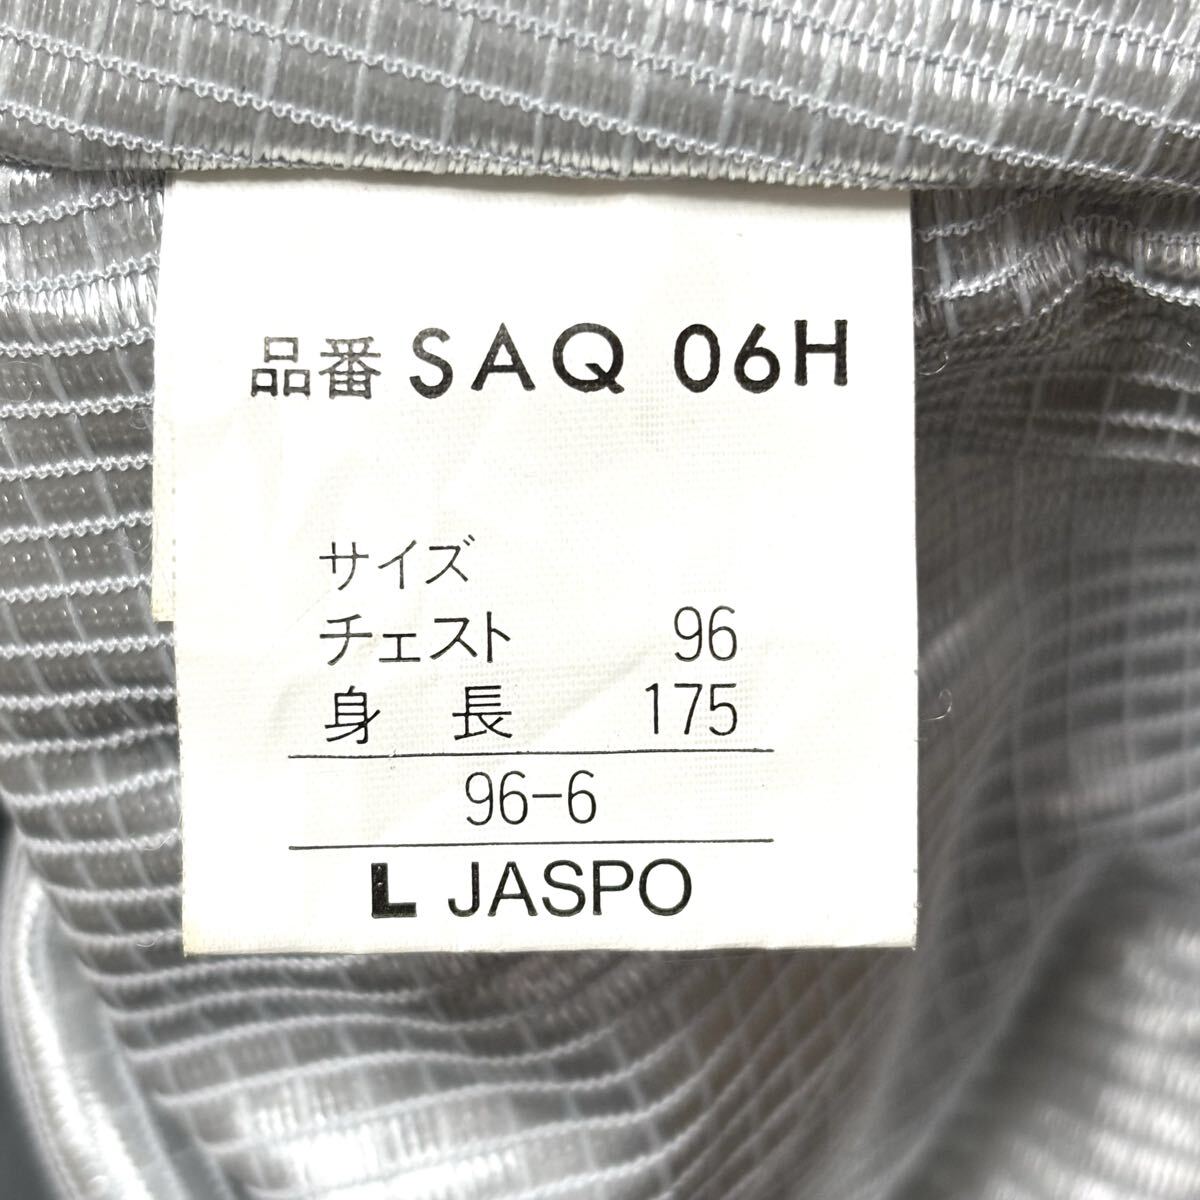 品番 SAQ 06H
サイズ
チェスト 96
身長 175
96-6
L JASPO